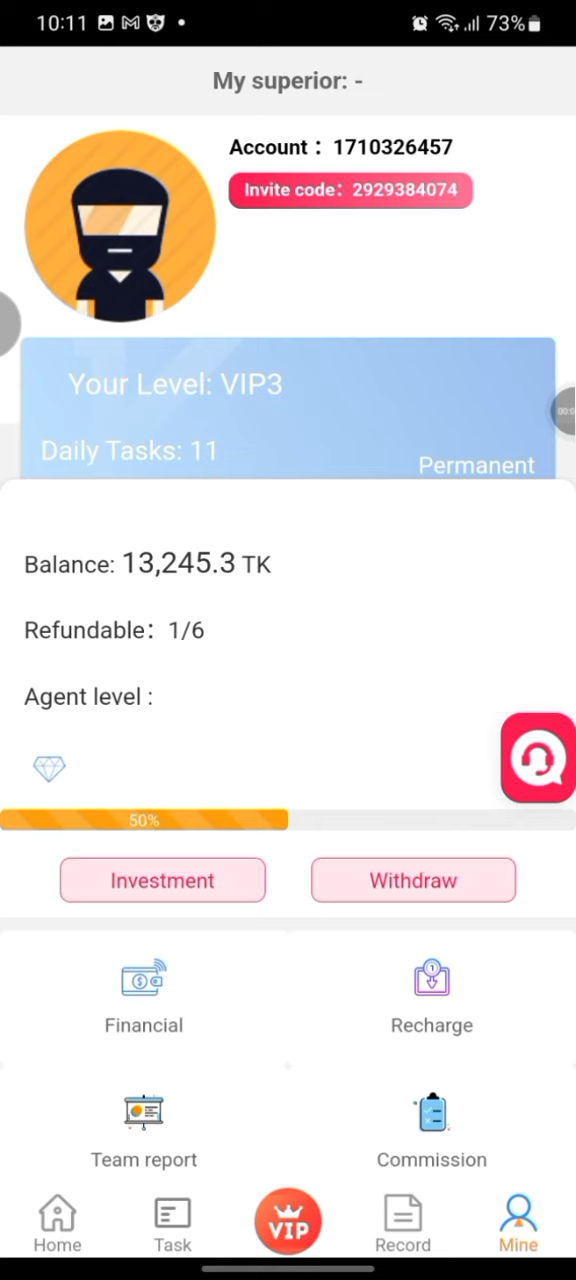 10:11 73%
My superior: -
Account： 1710326457
Invite code：2929384074
Your Level: VIP3
Daily Tasks: 11
Permanent
00:0
Balance: 13,245.3 TK
Refundable： 1/6
Agent level :
50%
Investment Withdraw
Financial Recharge
Team report Commission
VIP
Home Task Record Mine